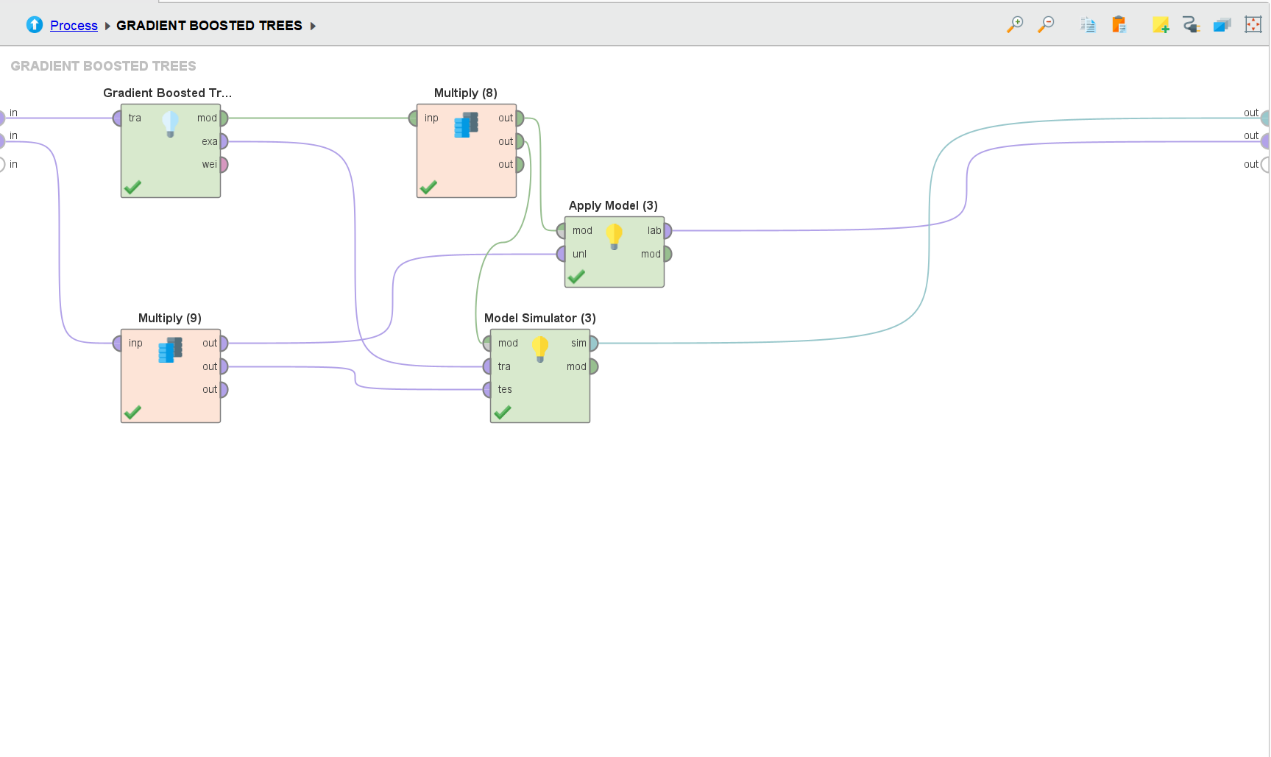 Process GRADIENT BOOSTED TREES
GRADIENT BOOSTED TREES
Gradient Boosted Tr...
Multiply (8)
in
tra
mod
inp
out
out
in
exa
out
out
in
wei
out
out
Apply Model (3)
mod
lab
unl
mod
Multiply (9)
Model Simulator (3)
inp
out
mod
sim
out
tra
mod
out
tes